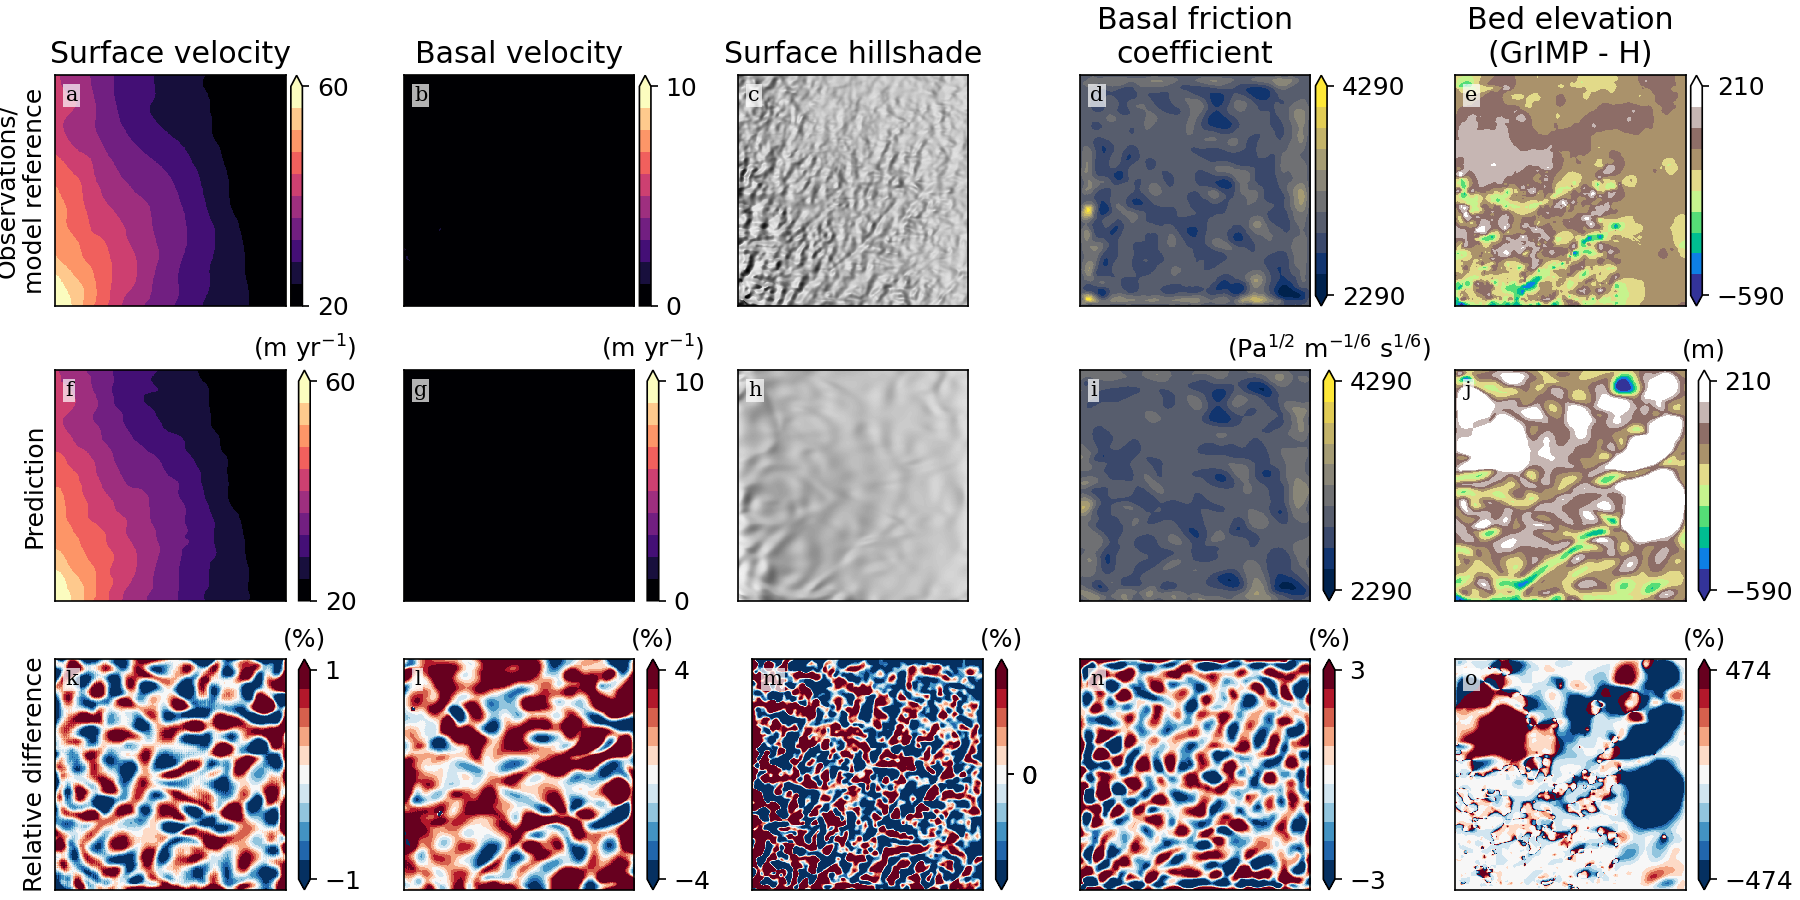 Surface velocity
Basal velocity
Surface hillshade
Basal friction
coefficient
Bed elevation
(GrIMP - H)
Observations/
model reference
a
60
20
b
10
0
c
d
4290
2290
e
210
−590
(m yr⁻¹)
(m yr⁻¹)
(Pa¹/² m⁻¹/⁶ s¹/⁶)
(m)
Prediction
f
60
20
g
10
0
h
i
4290
2290
j
210
−590
(%)
(%)
(%)
(%)
(%)
Relative difference
k
1
−1
l
4
−4
m
0
n
3
−3
o
474
−474